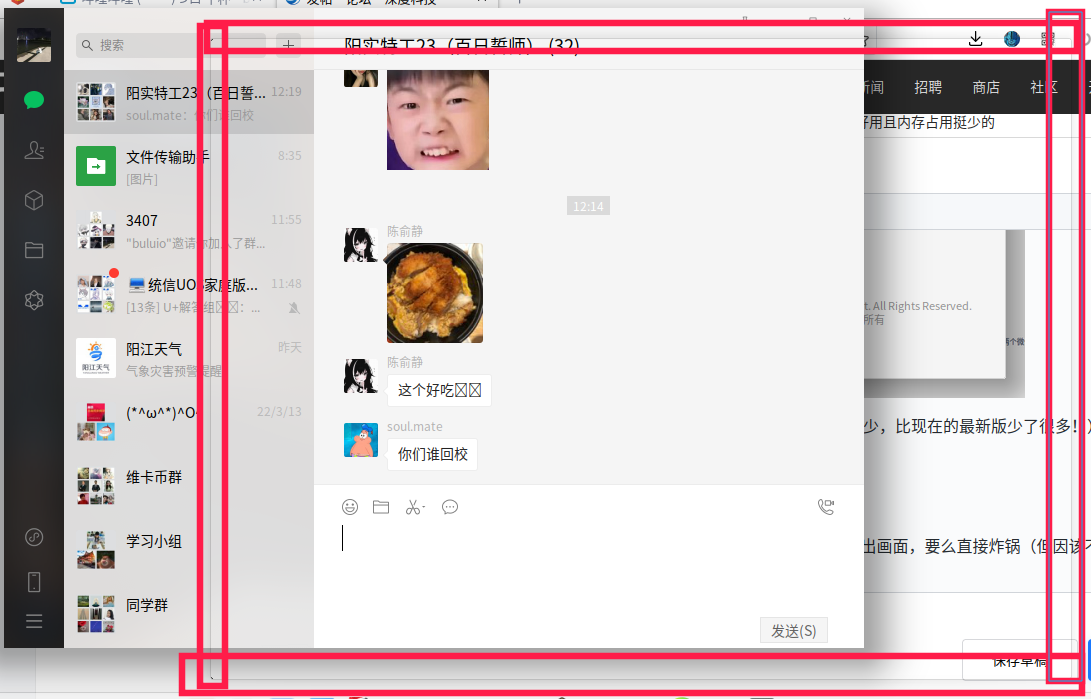 搜索
阳实特工23（百日誓... 12:19
soul.mate：你们谁回校
文件传输助手 8:35
[图片]
3407 11:55
"buluio"邀请你加入了群...
统信UOS家庭版... 11:48
[13条] U+解答组
阳江天气 昨天
气象灾害预警提醒
(*^ω^*)^O 22/3/13
维卡币群
学习小组
同学群
阳实特工23（百日誓师） (32)
12:14
陈俞静
陈俞静
这个好吃
soul.mate
你们谁回校
发送(S)
新闻 招聘 商店 社区
好用且内存占用挺少的
t. All Rights Reserved.
所有
少，比现在的最新版少了很多!
出画面，要么直接炸锅（但因该不
保存草稿